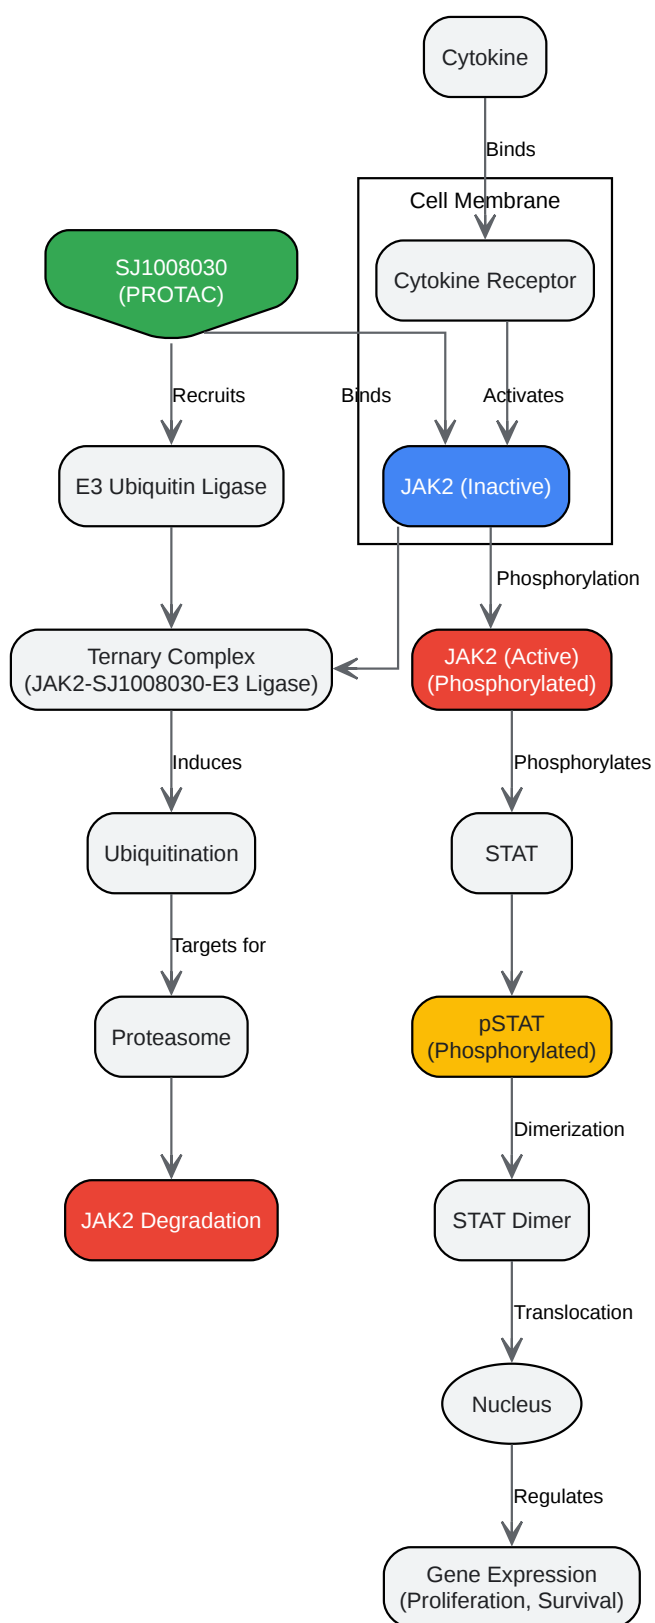 Cytokine
Binds
Cell Membrane
SJ1008030
(PROTAC)
Cytokine Receptor
Recruits
Binds
Activates
E3 Ubiquitin Ligase
JAK2 (Inactive)
Phosphorylation
Ternary Complex
(JAK2-SJ1008030-E3 Ligase)
JAK2 (Active)
(Phosphorylated)
Induces
Phosphorylates
Ubiquitination
STAT
Targets for
Proteasome
pSTAT
(Phosphorylated)
Dimerization
JAK2 Degradation
STAT Dimer
Translocation
Nucleus
Regulates
Gene Expression
(Proliferation, Survival)